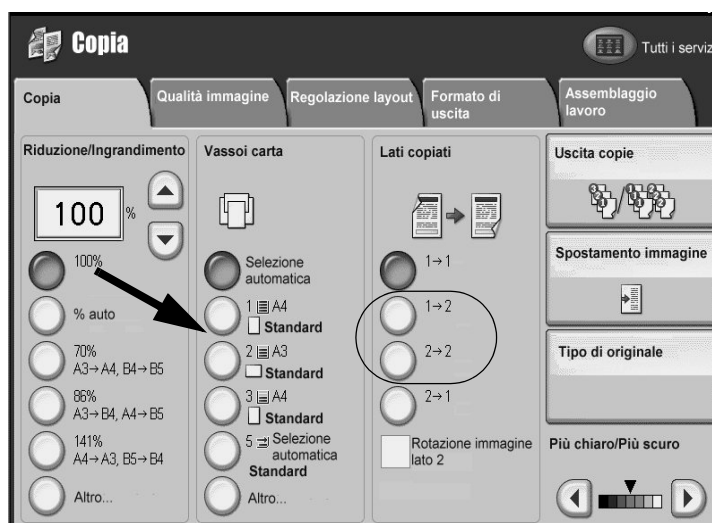 Copia
Tutti i serviz
Copia
Qualità immagine
Regolazione layout
Formato di
uscita
Assemblaggio
lavoro
Riduzione/Ingrandimento
100 %
100%
% auto
70%
A3→A4, B4→B5
86%
A3→B4, A4→B5
141%
A4→A3, B5→B4
Altro...
Vassoi carta
Selezione
automatica
1 A4
Standard
2 A3
Standard
3 A4
Standard
5 Selezione
automatica
Standard
Altro...
Lati copiati
1→1
1→2
2→2
2→1
Rotazione immagine
lato 2
Uscita copie
Spostamento immagine
Tipo di originale
Più chiaro/Più scuro